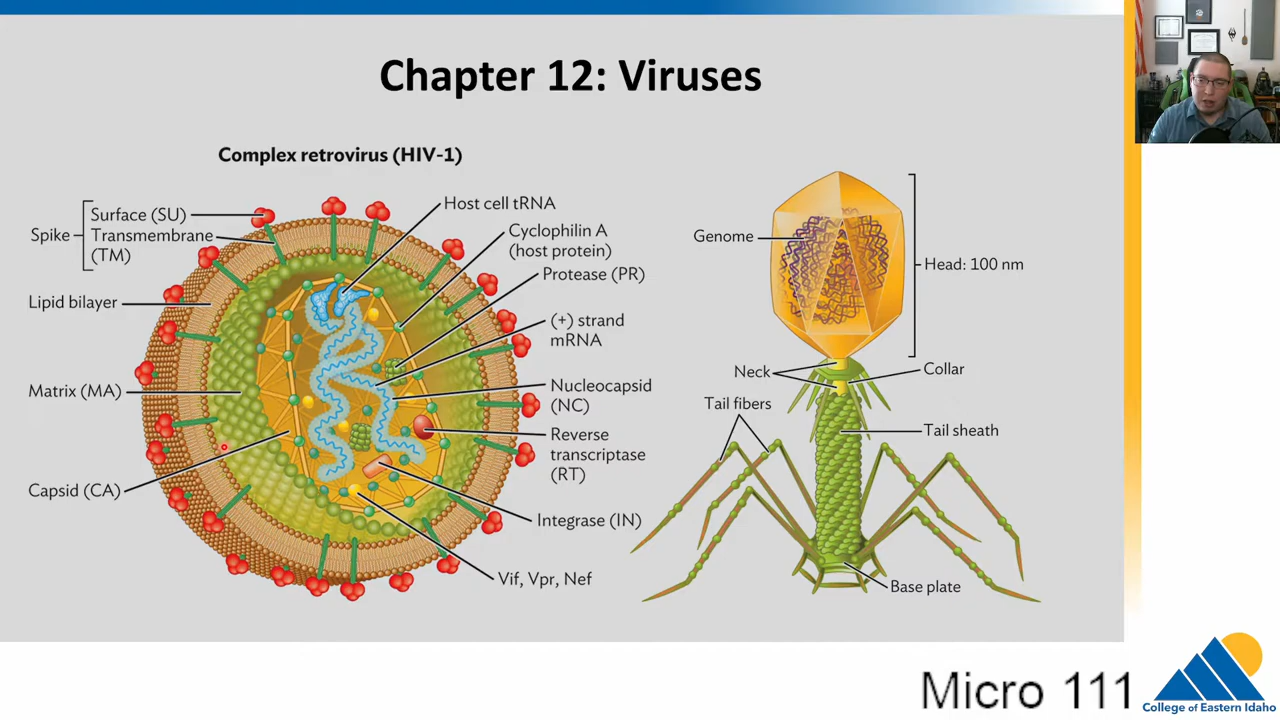 Chapter 12: Viruses
Complex retrovirus (HIV-1)
Spike
Surface (SU)
Transmembrane
(TM)
Lipid bilayer
Matrix (MA)
Capsid (CA)
Host cell tRNA
Cyclophilin A
(host protein)
Protease (PR)
(+) strand
mRNA
Nucleocapsid
(NC)
Reverse
transcriptase
(RT)
Integrase (IN)
Vif, Vpr, Nef
Genome
Head: 100 nm
Neck
Collar
Tail fibers
Tail sheath
Base plate
Micro 111
College of Eastern Idaho